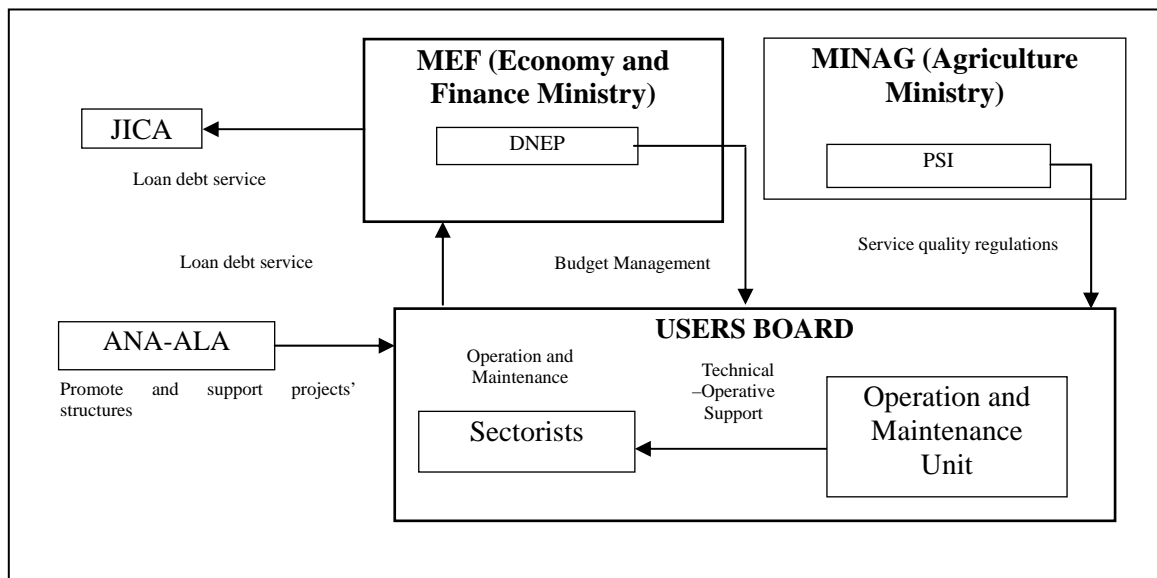 MEF (Economy and
Finance Ministry)
DNEP
MINAG (Agriculture
Ministry)
PSI
JICA
Loan debt service
Loan debt service
Budget Management
Service quality regulations
ANA-ALA
Promote and support projects’
structures
USERS BOARD
Operation and
Maintenance
Sectorists
Technical
–Operative
Support
Operation and
Maintenance
Unit